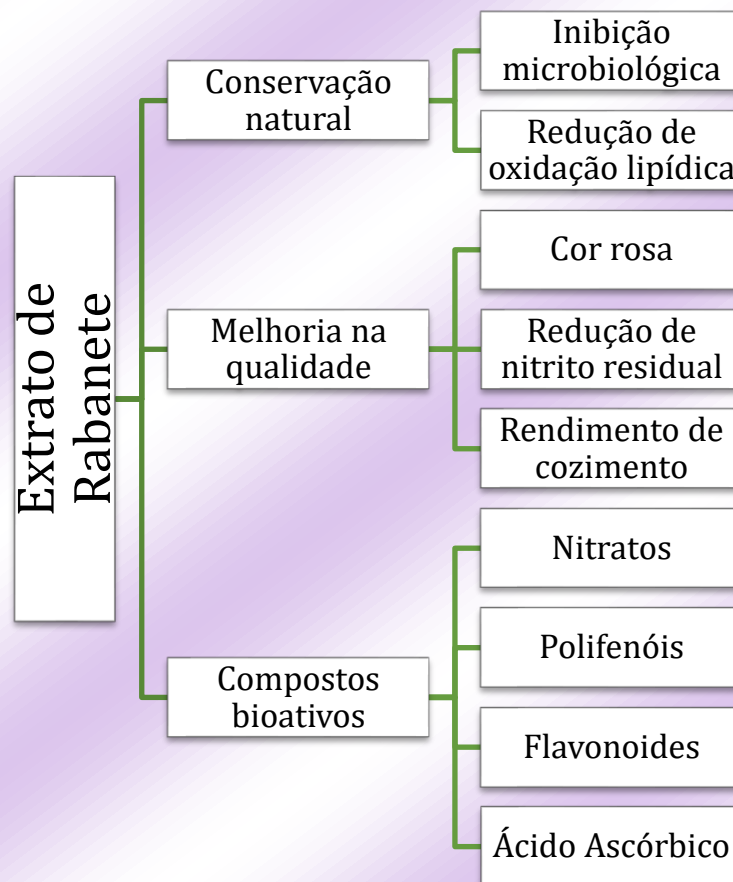 Extrato de
Rabanete
Conservação
natural
Inibição
microbiológica
Redução de
oxidação lipídica
Melhoria na
qualidade
Cor rosa
Redução de
nitrito residual
Rendimento de
cozimento
Compostos
bioativos
Nitratos
Polifenóis
Flavonoides
Ácido Ascórbico